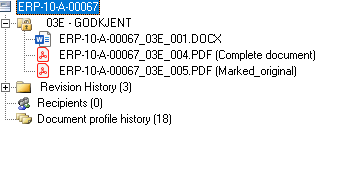 ERP-10-A-00067
03E - GODKJENT
ERP-10-A-00067_03E_001.DOCX
ERP-10-A-00067_03E_004.PDF (Complete document)
ERP-10-A-00067_03E_005.PDF (Marked_original)
Revision History (3)
Recipients (0)
Document profile history (18)